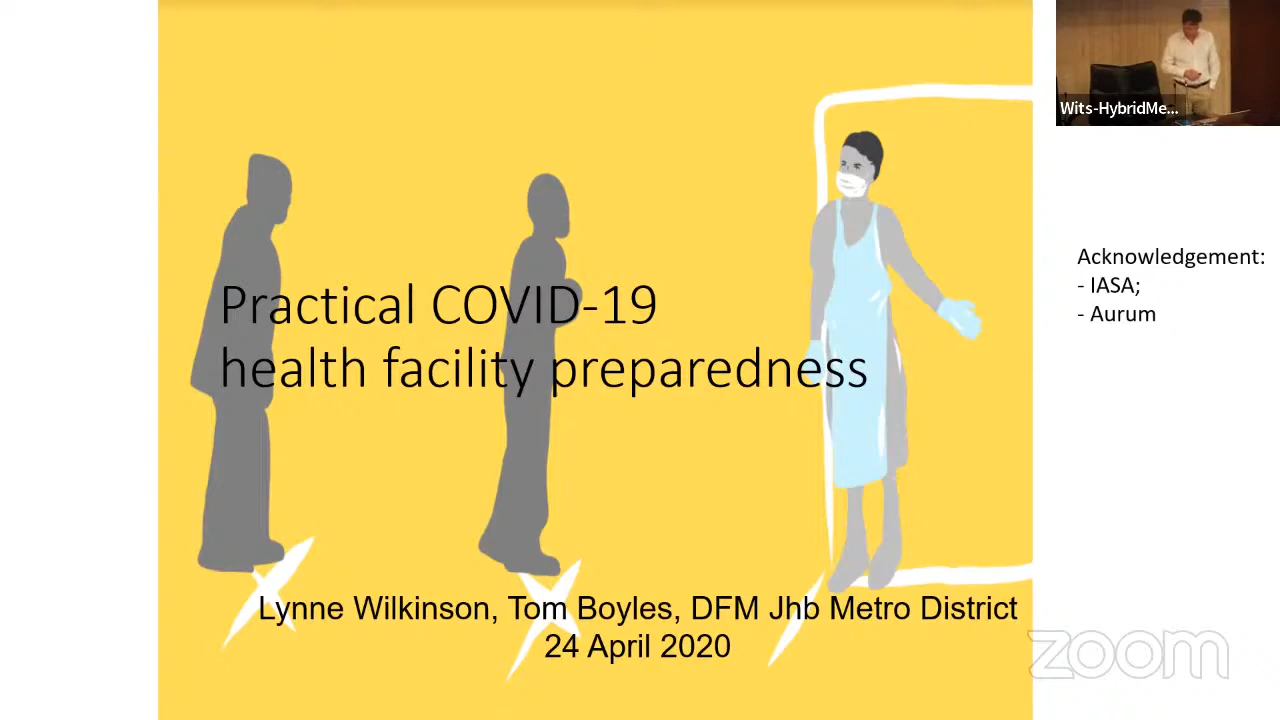 Wits-HybridMe...
Acknowledgement:
- IASA;
- Aurum
Practical COVID-19
health facility preparedness
Lynne Wilkinson, Tom Boyles, DFM Jhb Metro District
24 April 2020
zoom